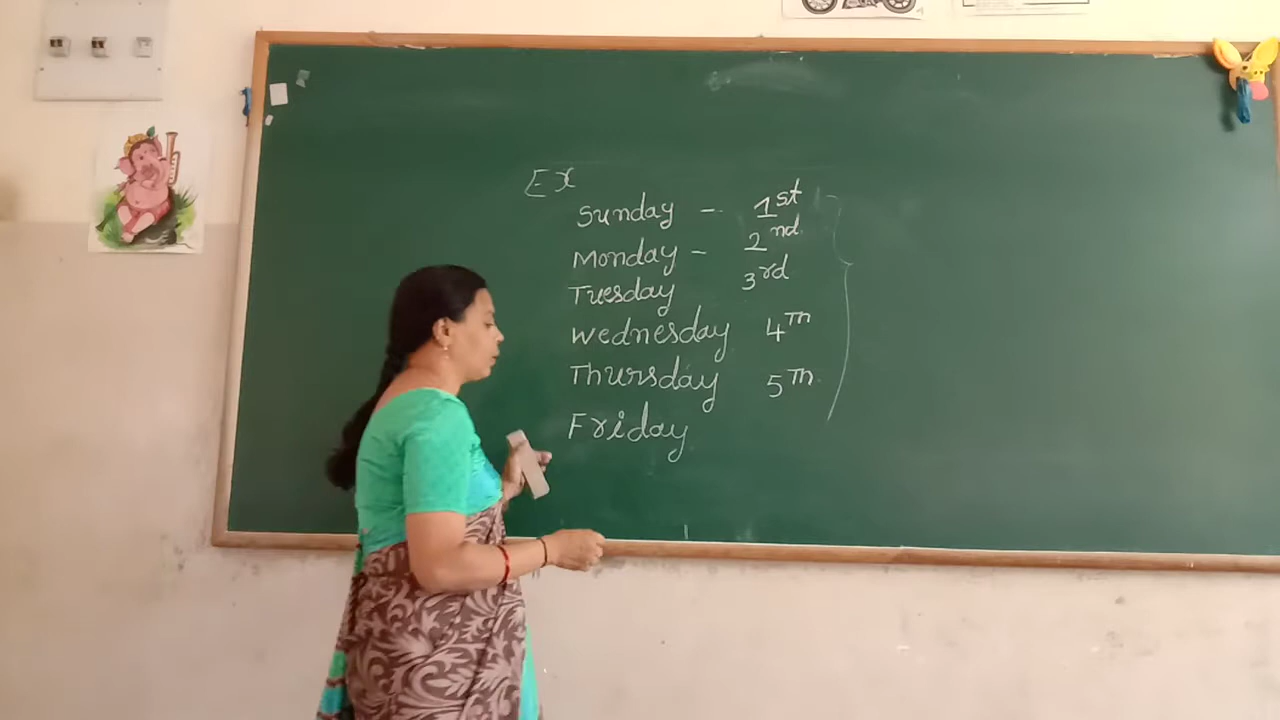 Ex
Sunday - 1st
Monday - 2nd
Tuesday 3rd
Wednesday 4Th
Thursday 5Th
Friday